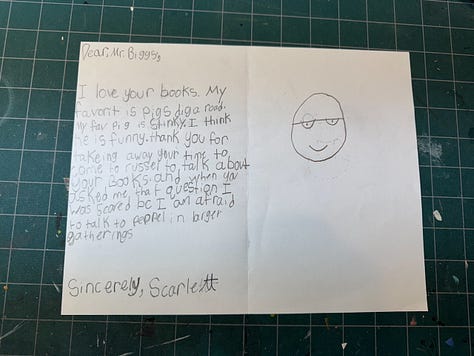 Dear, Mr. Biggs,
I love your books. My
favorit is pigs dig a road.
My fav pig is Stinky. I think
he is funny. thank you for
takeing away your time to
come to russel to talk about
your Books. and when you
asked me that question I
was scared bc I am afraid
to talk to peppel in larger
gatherings
Sincerely, Scarlett